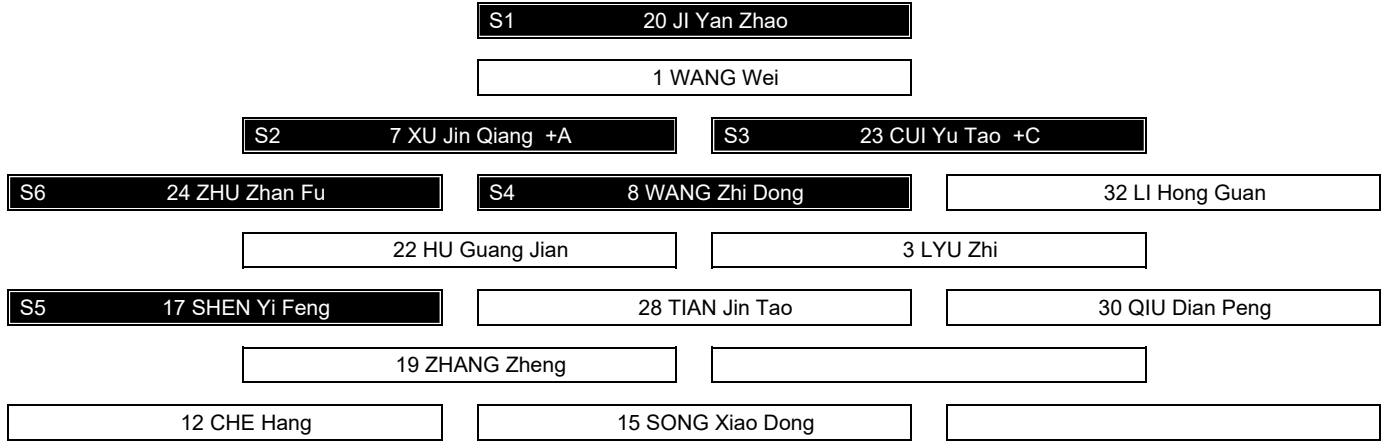 S1 20 JI Yan Zhao
1 WANG Wei
S2 7 XU Jin Qiang +A S3 23 CUI Yu Tao +C
S6 24 ZHU Zhan Fu S4 8 WANG Zhi Dong 32 LI Hong Guan
22 HU Guang Jian 3 LYU Zhi
S5 17 SHEN Yi Feng 28 TIAN Jin Tao 30 QIU Dian Peng
19 ZHANG Zheng
12 CHE Hang 15 SONG Xiao Dong